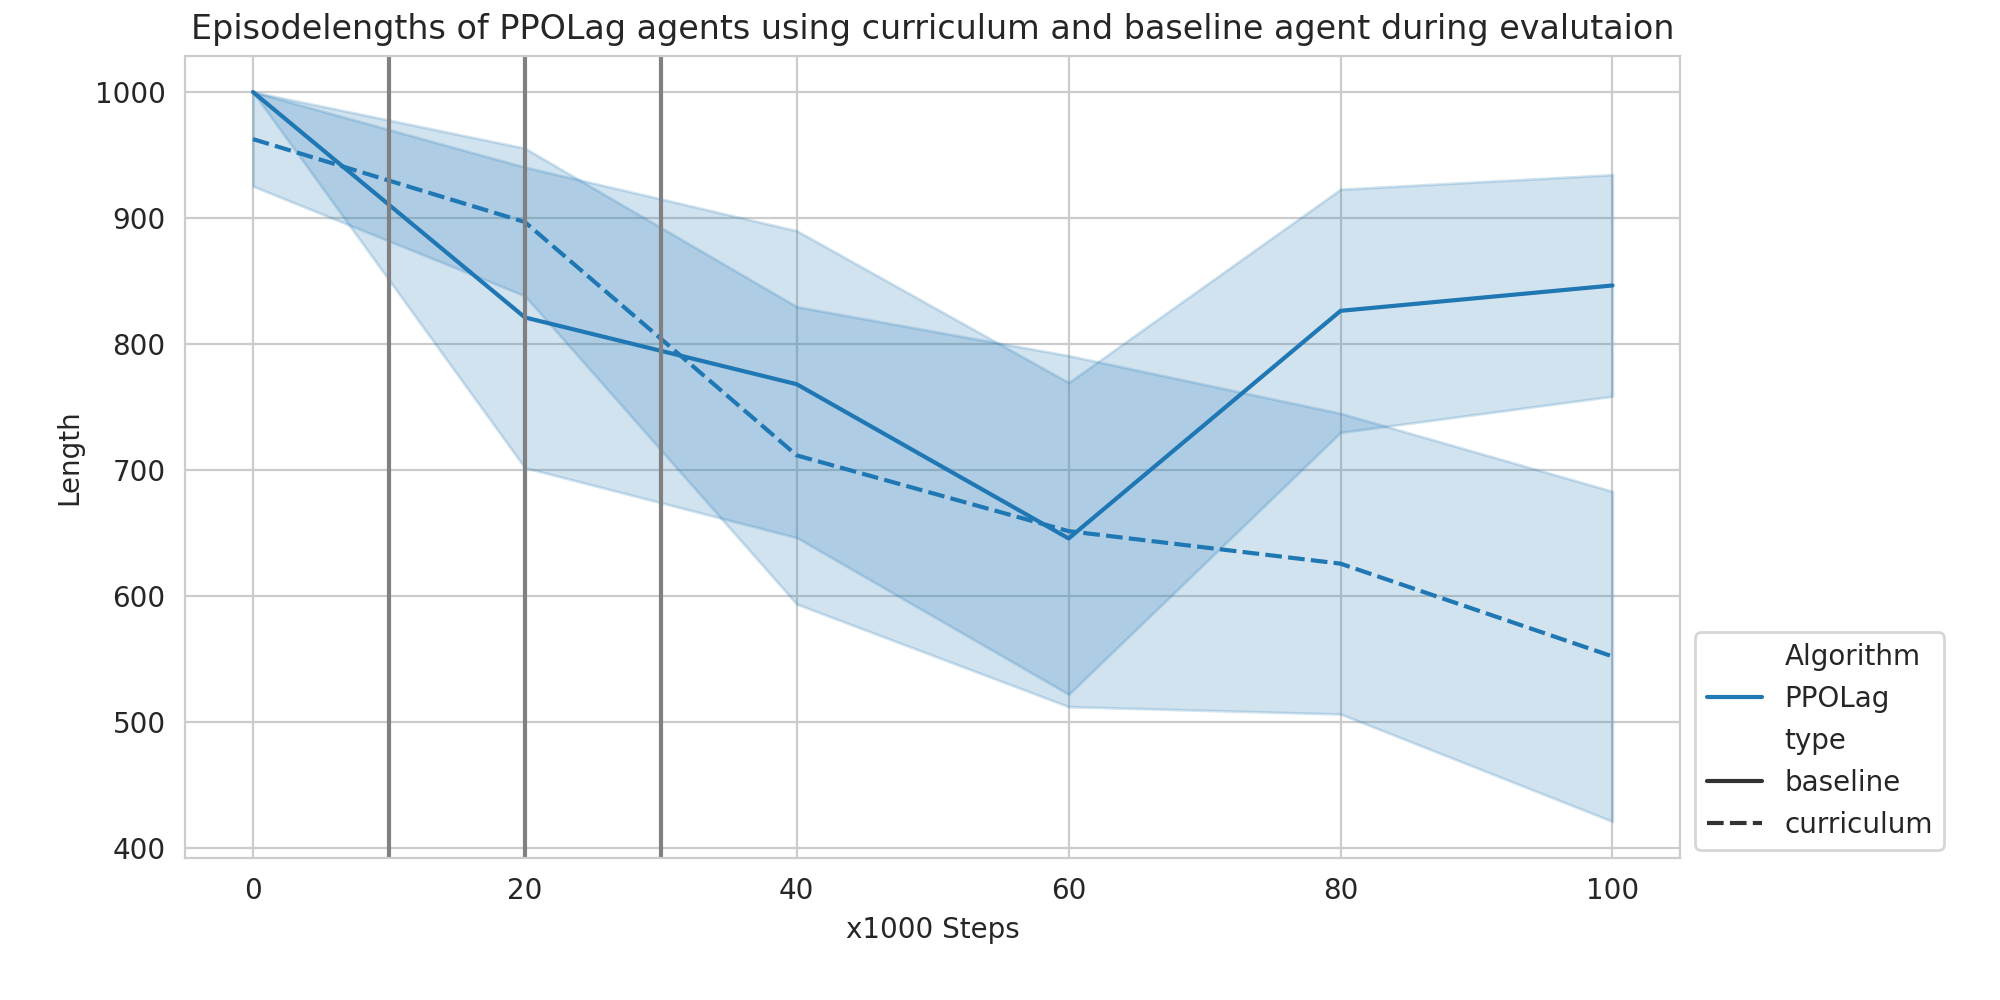 Episodelengths of PPOLag agents using curriculum and baseline agent during evalutaion
1000
900
800
700
600
500
400
Length
0 20 40 60 80 100
x1000 Steps
Algorithm
PPOLag
type
baseline
curriculum